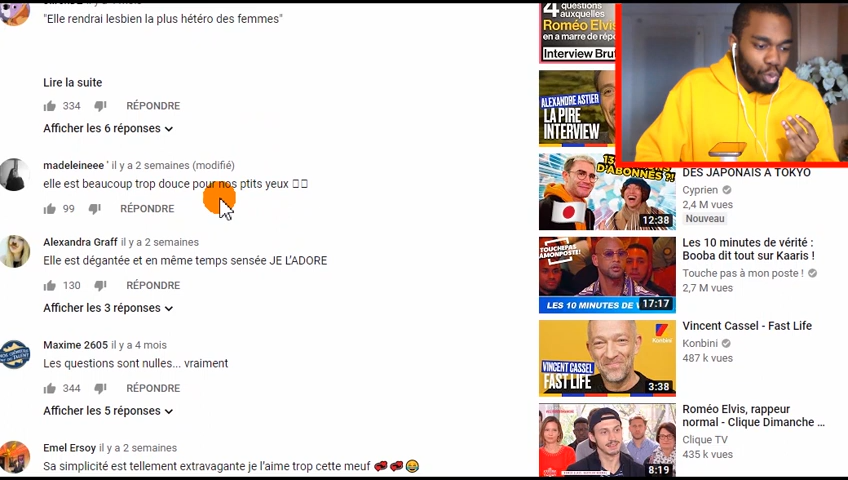 "Elle rendrai lesbien la plus hétéro des femmes"
Lire la suite
334 RÉPONDRE
Afficher les 6 réponses
madeleineee ' il y a 2 semaines (modifié)
elle est beaucoup trop douce pour nos ptits yeux
99 RÉPONDRE
Alexandra Graff il y a 2 semaines
Elle est dégantée et en même temps sensée JE L'ADORE
130 RÉPONDRE
Afficher les 3 réponses
Maxime 2605 il y a 4 mois
Les questions sont nulles... vraiment
344 RÉPONDRE
Afficher les 5 réponses
Emel Ersoy il y a 2 semaines
Sa simplicité est tellement extravagante je l'aime trop cette meuf
4
questions
auxquelles
Roméo Elvis
en a marre de
Interview
ALEXANDRE ASTIER
LA PIRE
INTERVIEW
D'ABONNÉS ?!
12:38
DES JAPONAIS A TOKYO
Cyprien
2,4 M vues
Nouveau
TOUCHE PAS
À MON POSTE!
LES 10 MINUTES DE
17:17
Les 10 minutes de vérité :
Booba dit tout sur Kaaris !
Touche pas à mon poste !
2,7 M vues
VINCENT CASSEL
FAST LIFE
3:38
Vincent Cassel - Fast Life
Konbini
487 k vues
8:19
Roméo Elvis, rappeur
normal - Clique Dimanche ...
Clique TV
435 k vues